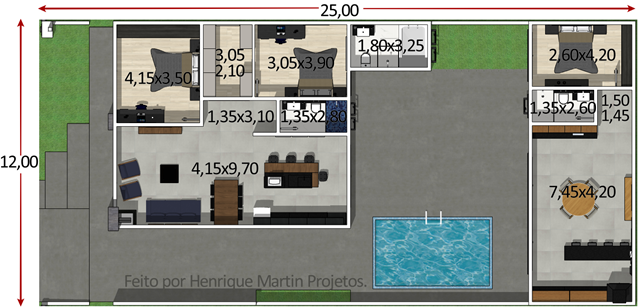 25,00
12,00
4,15x3,50
3,05
2,10
3,05x3,90
1,80x3,25
2,60x4,20
1,35x3,10
1,35x2,80
1,35x2,60
1,50
1,45
4,15x9,70
7,45x4,20
Feito por Henrique Martin Projetos.